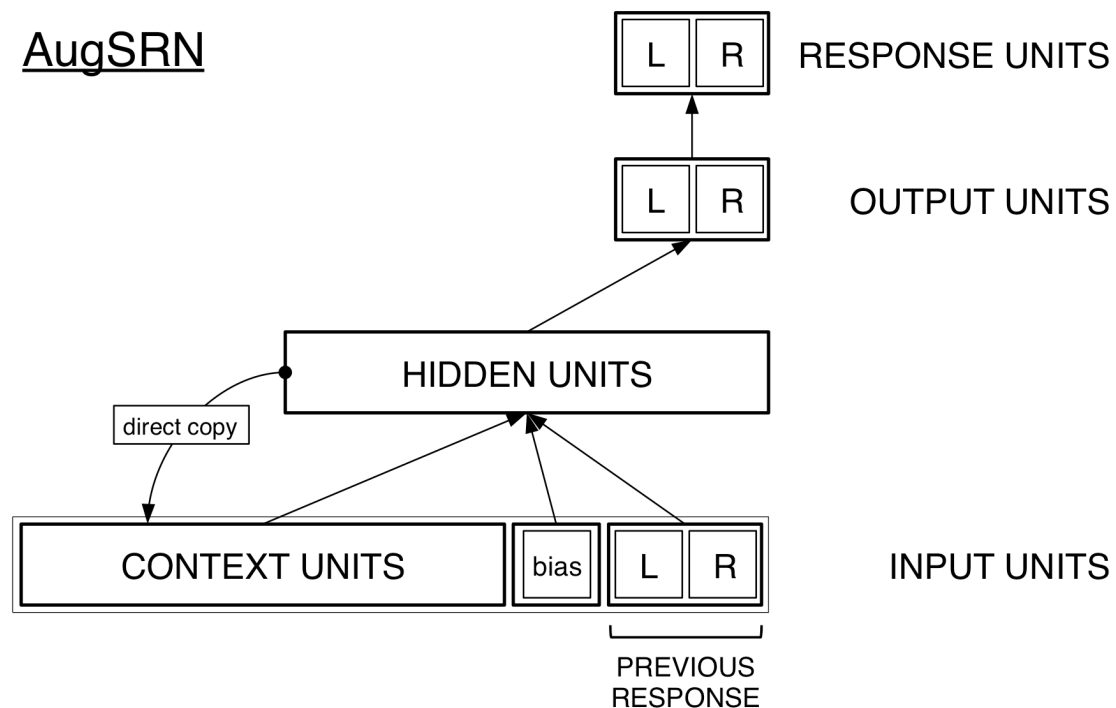 AugSRN
L R RESPONSE UNITS
L R OUTPUT UNITS
HIDDEN UNITS
direct copy
CONTEXT UNITS bias L R INPUT UNITS
PREVIOUS
RESPONSE